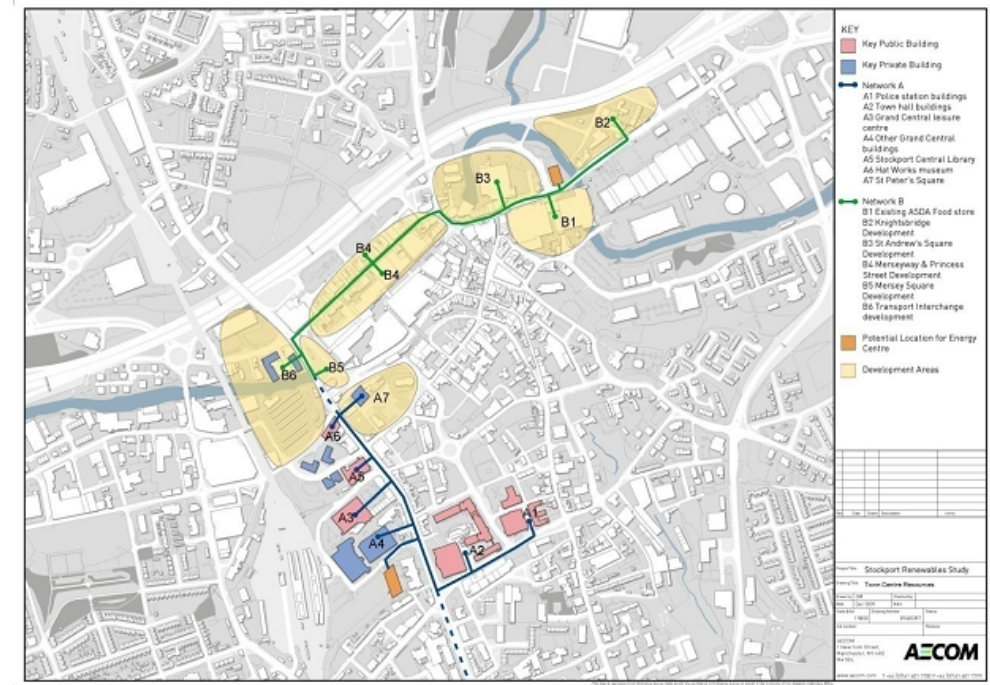 B2
B3
B1
B4
B4
B5
B6
A7
A6
A5
A3
A4
A1
A2
KEY
Key Public Building
Key Private Building
Network A
A1 Police station buildings
A2 Town hall buildings
A3 Grand Central leisure
centre
A4 Other Grand Central
buildings
A5 Stockport Central Library
A6 Hat Works museum
A7 St Peter's Square
Network B
B1 Existing ASDA Food store
B2 Knightsbridge
Development
B3 St Andrew's Square
Development
B4 Merseyway & Princess
Street Development
B5 Mersey Square
Development
B6 Transport Interchange
development
Potential Location for Energy
Centre
Development Areas
Stockport Renewables Study
Town Centre Resources
AECOM
AECOM